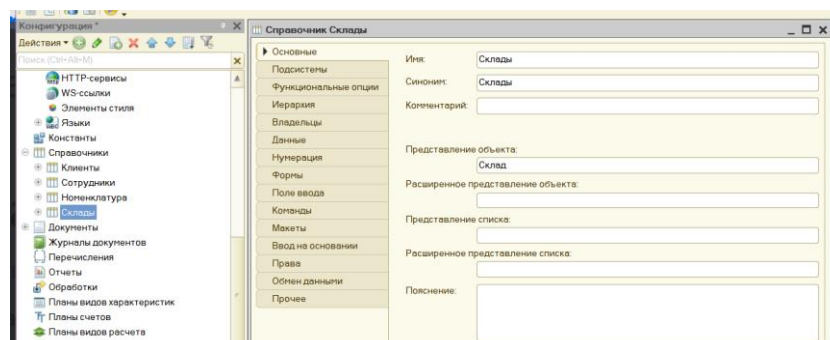 Конфигурация *
Действия
Поиск (Ctrl+Alt+M)
HTTP-сервисы
WS-ссылки
Элементы стиля
Языки
Константы
Справочники
Клиенты
Сотрудники
Номенклатура
Склады
Документы
Журналы документов
Перечисления
Отчеты
Обработки
Планы видов характеристик
Планы счетов
Планы видов расчета
Справочник Склады
Основные
Подсистемы
Функциональные опции
Иерархия
Владельцы
Данные
Нумерация
Формы
Поле ввода
Команды
Макеты
Ввод на основании
Права
Обмен данными
Прочее
Имя: Склады
Синоним: Склады
Комментарий:
Представление объекта:
Склад
Расширенное представление объекта:
Представление списка:
Расширенное представление списка:
Пояснение: